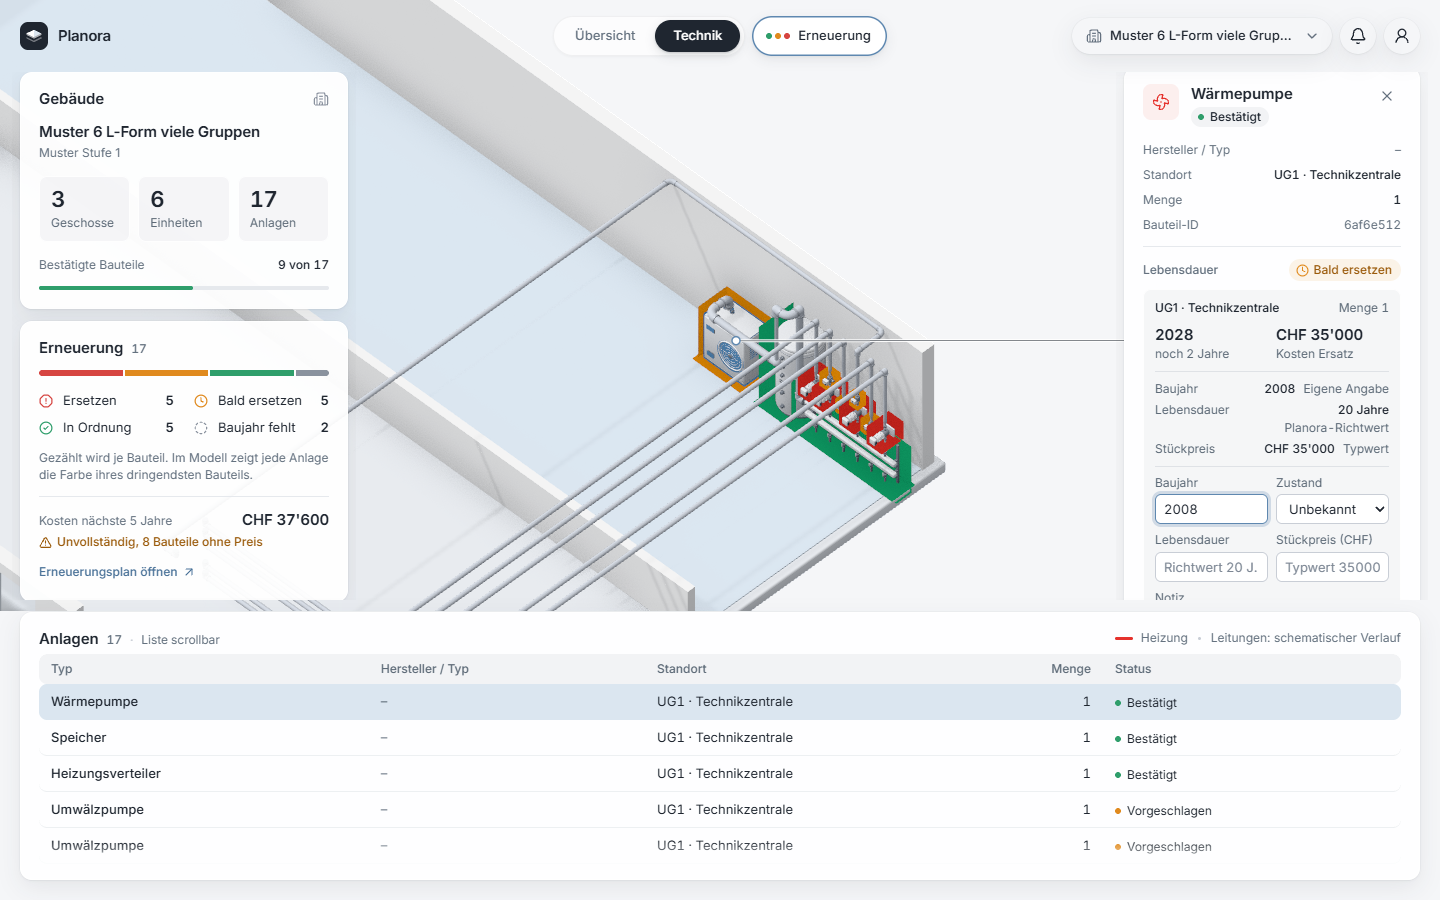 Planora
Übersicht
Technik
Erneuerung
Muster 6 L-Form viele Grup...
Gebäude
Muster 6 L-Form viele Gruppen
Muster Stufe 1
3 6 17
Geschosse Einheiten Anlagen
Bestätigte Bauteile 9 von 17
Erneuerung 17
Ersetzen 5 Bald ersetzen 5
In Ordnung 5 Baujahr fehlt 2
Gezählt wird je Bauteil. Im Modell zeigt jede Anlage
die Farbe ihres dringendsten Bauteils.
Kosten nächste 5 Jahre CHF 37'600
Unvollständig, 8 Bauteile ohne Preis
Erneuerungsplan öffnen
Wärmepumpe
Bestätigt
Hersteller / Typ –
Standort UG1 · Technikzentrale
Menge 1
Bauteil-ID 6af6e512
Lebensdauer Bald ersetzen
UG1 · Technikzentrale Menge 1
2028 CHF 35'000
noch 2 Jahre Kosten Ersatz
Baujahr 2008 Eigene Angabe
Lebensdauer 20 Jahre
Planora-Richtwert
Stückpreis CHF 35'000 Typwert
Baujahr Zustand
2008 Unbekannt
Lebensdauer Stückpreis (CHF)
Richtwert 20 J. Typwert 35000
Notiz
Anlagen 17 · Liste scrollbar
Heizung • Leitungen: schematischer Verlauf
Typ Hersteller / Typ Standort Menge Status
Wärmepumpe – UG1 · Technikzentrale 1 Bestätigt
Speicher – UG1 · Technikzentrale 1 Bestätigt
Heizungsverteiler – UG1 · Technikzentrale 1 Bestätigt
Umwälzpumpe – UG1 · Technikzentrale 1 Vorgeschlagen
Umwälzpumpe – UG1 · Technikzentrale 1 Vorgeschlagen